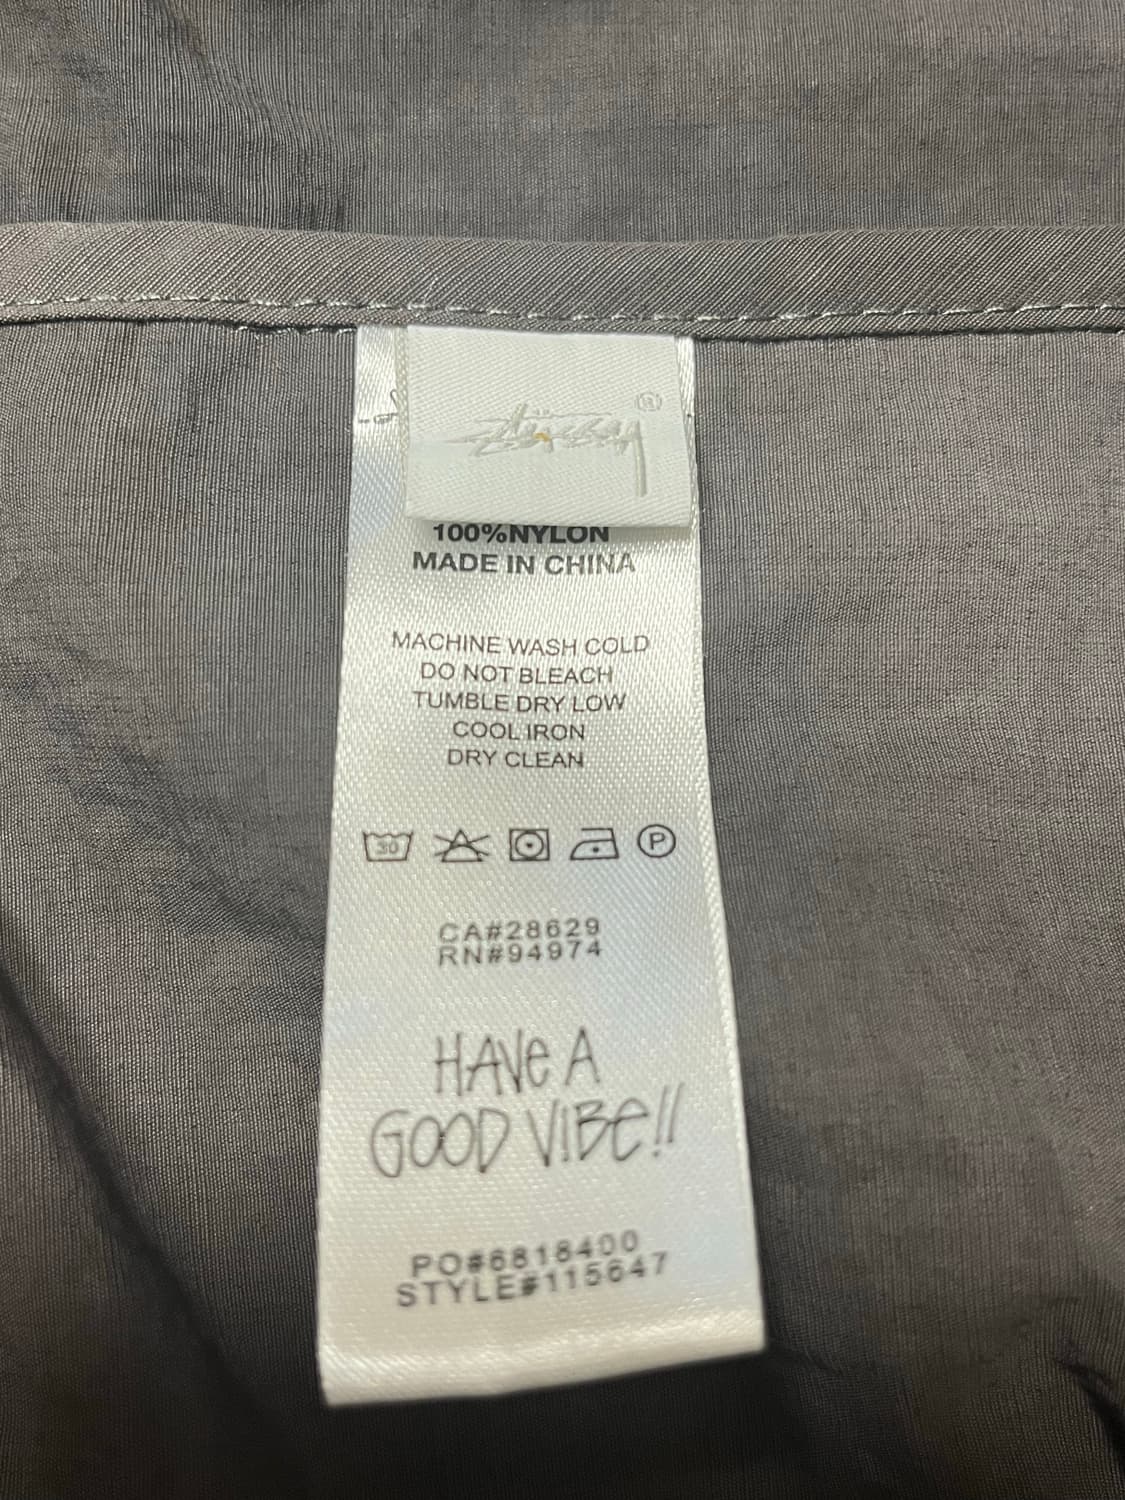 Stüssy ®
100%NYLON
MADE IN CHINA
MACHINE WASH COLD
DO NOT BLEACH
TUMBLE DRY LOW
COOL IRON
DRY CLEAN
30 P
CA#28629
RN#94974
HAVE A
GOOD VIBE!!
PO#6818400
STYLE#115647